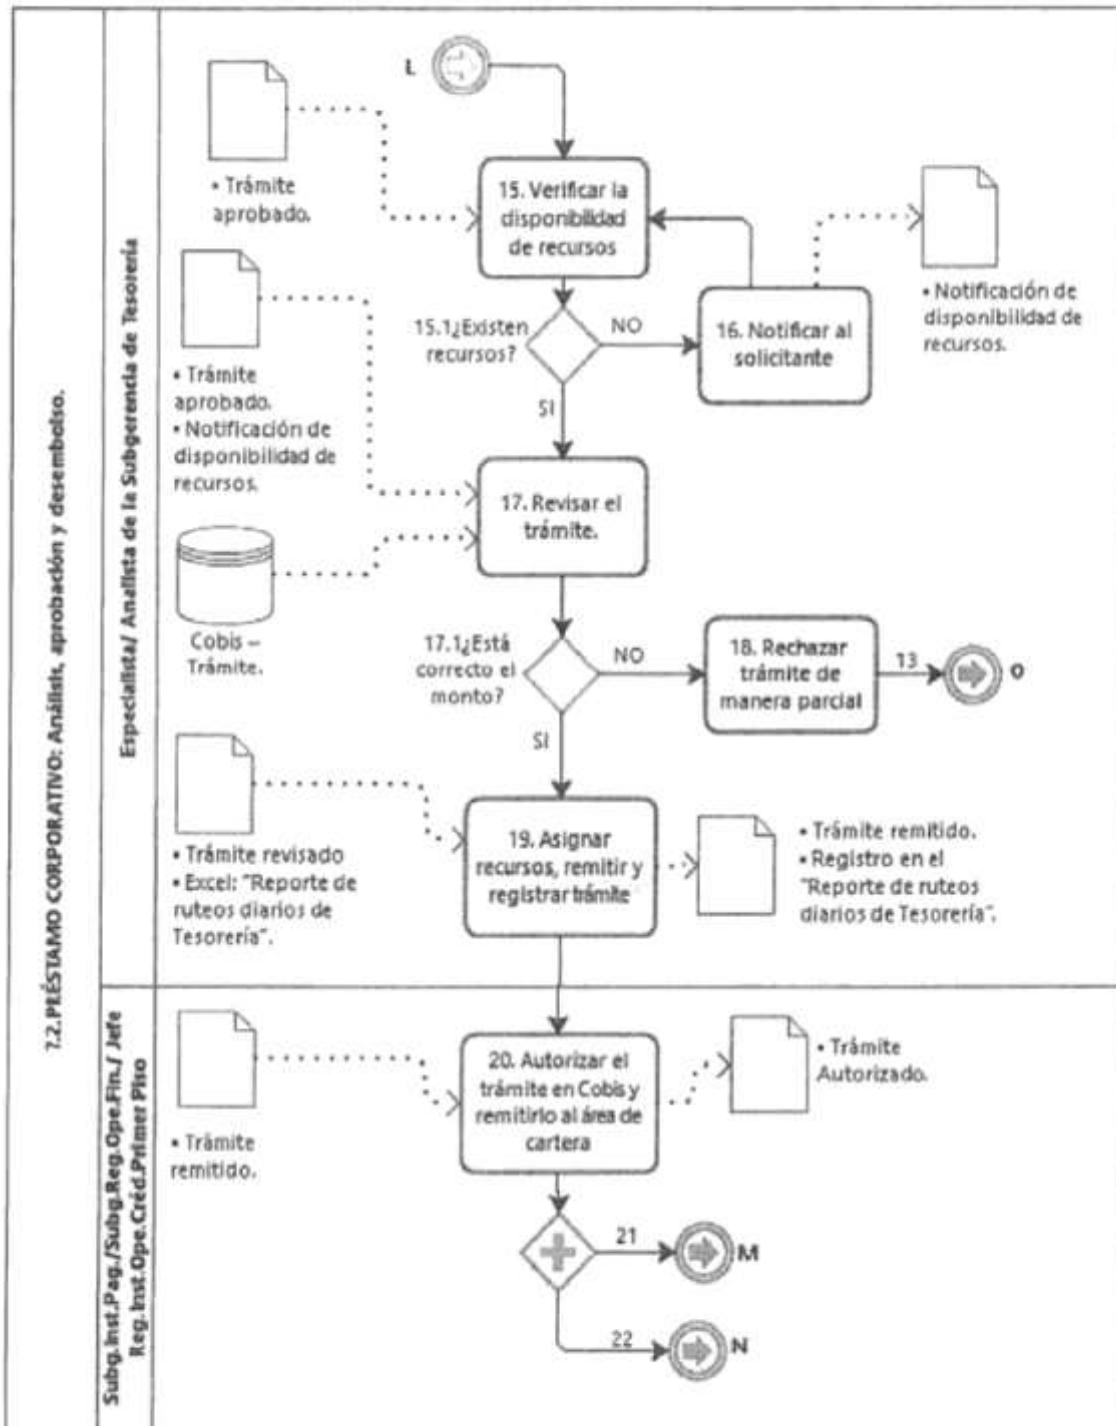 7.2.PRÉSTAMO CORPORATIVO: Análisis, aprobación y desembolso.
Especialista/ Analista de la Subgerencia de Tesorería
L
• Trámite
aprobado.
15. Verificar la
disponibilidad
de recursos
• Notificación de
disponibilidad de
recursos.
15.1¿Existen
recursos?
NO
16. Notificar al
solicitante
SI
• Trámite
aprobado.
• Notificación de
disponibilidad de
recursos.
17. Revisar el
trámite.
Cobis –
Trámite.
17.1¿Está
correcto el
monto?
NO
18. Rechazar
trámite de
manera parcial
13
O
SI
• Trámite revisado
• Excel: "Reporte de
ruteos diarios de
Tesorería".
19. Asignar
recursos, remitir y
registrar trámite
• Trámite remitido.
• Registro en el
"Reporte de ruteos
diarios de Tesorería".
Subg.Inst.Pag./Subg.Reg.Ope.Fin./ Jefe
Reg.Inst.Ope.Créd.Primer Piso
• Trámite
remitido.
20. Autorizar el
trámite en Cobis y
remitirlo al área de
cartera
• Trámite
Autorizado.
21
M
22
N